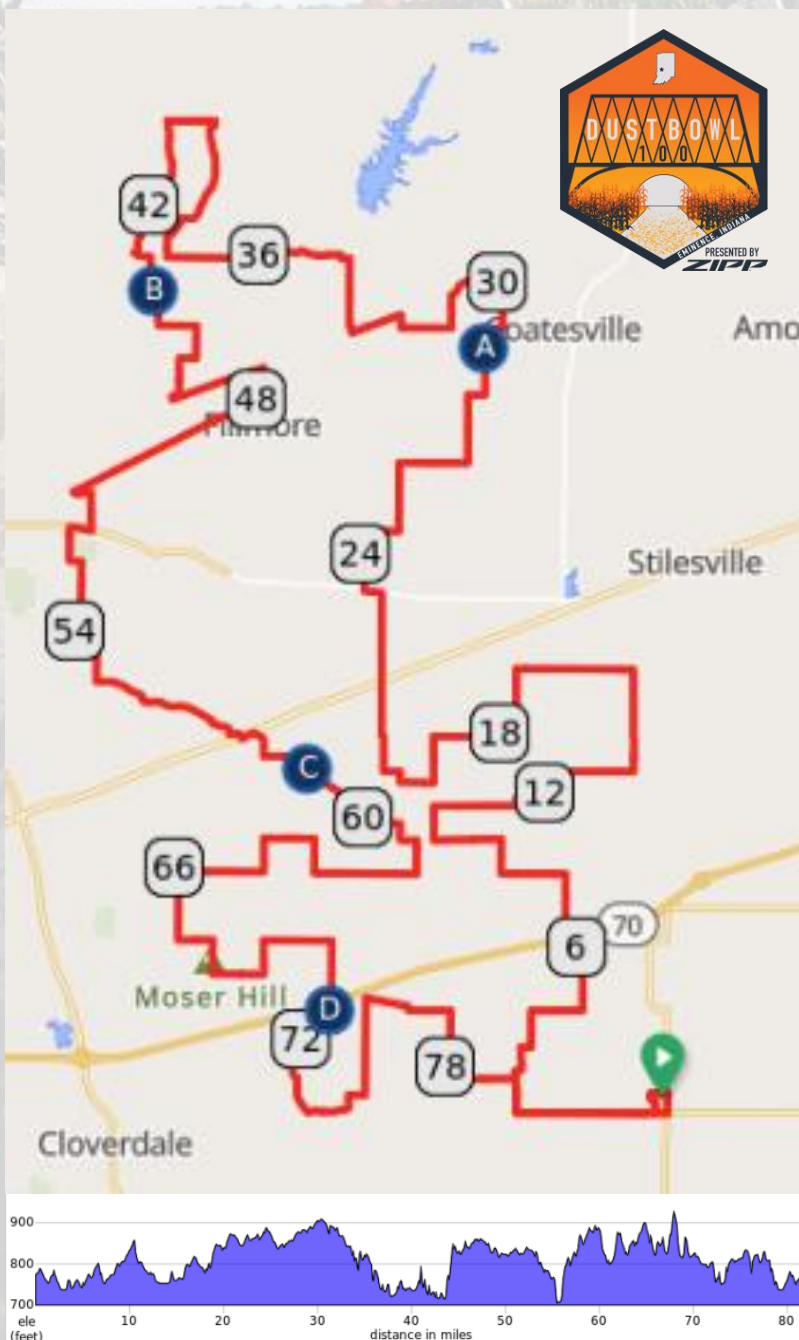 DUSTBOWL
100
EMINENCE, INDIANA
PRESENTED BY
ZIPP
42
36
30
B
Coatesville
Amo
A
48
Fillmore
24
Stilesville
54
18
C
12
60
66
70
6
Moser Hill
D
72
78
Cloverdale
900
800
700
ele
(feet)
10
20
30
40
50
60
70
80
distance in miles